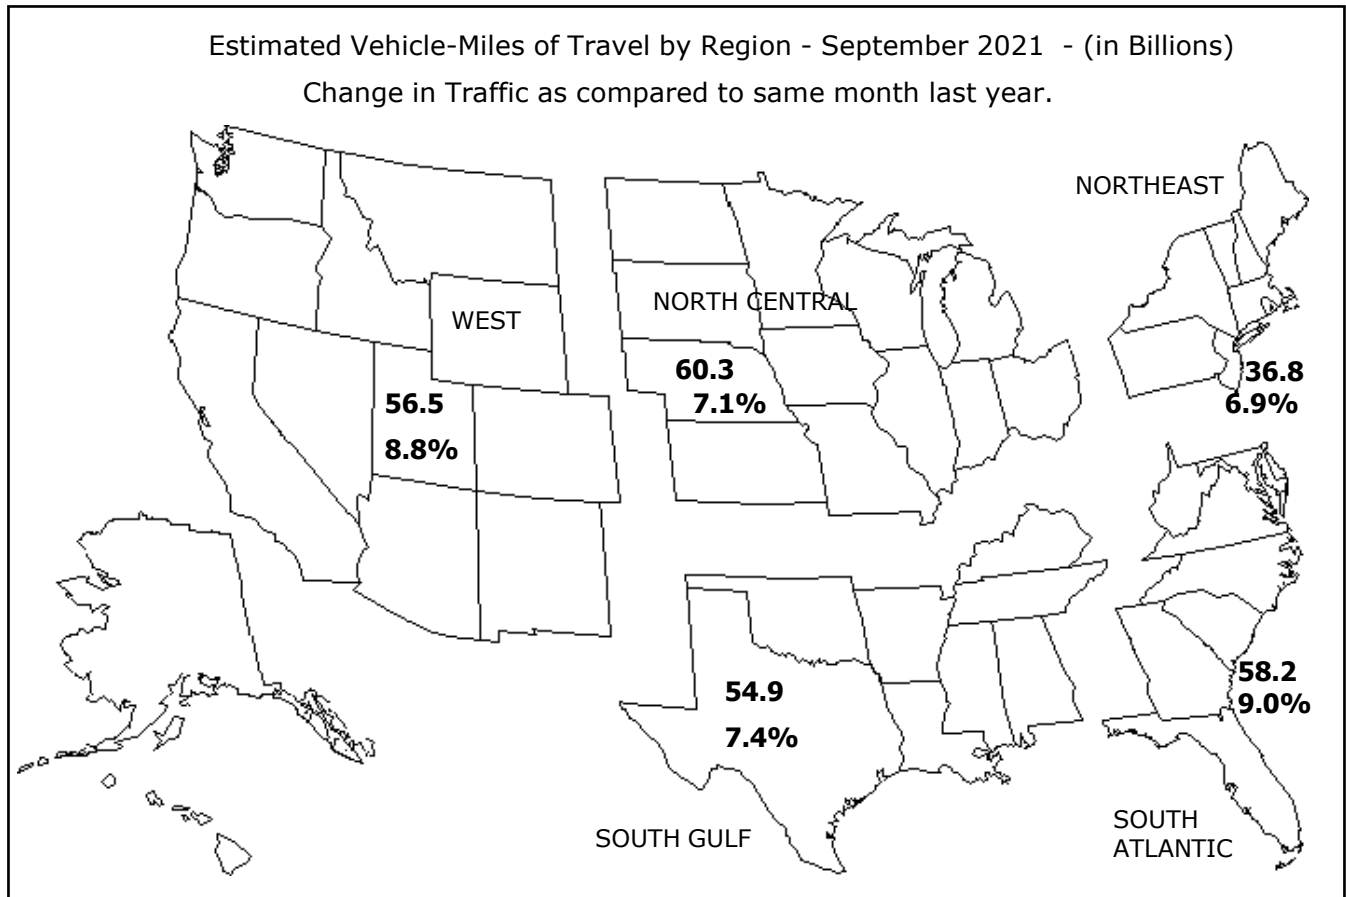 Estimated Vehicle-Miles of Travel by Region - September 2021 - (in Billions)
Change in Traffic as compared to same month last year.
NORTHEAST
36.8
6.9%
WEST
56.5
8.8%
NORTH CENTRAL
60.3
7.1%
SOUTH GULF
54.9
7.4%
58.2
9.0%
SOUTH
ATLANTIC